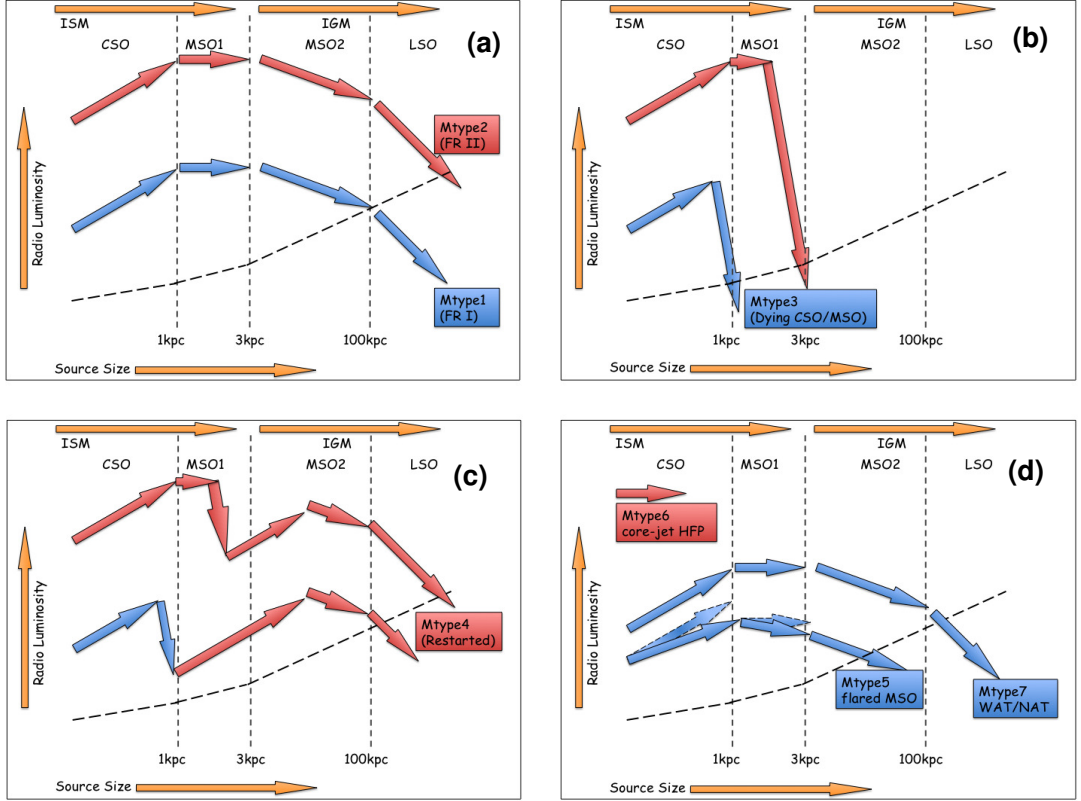 ISM
IGM
CSO
MSO1
MSO2
LSO
(a)
Mtype2
(FR II)
Radio Luminosity
Mtype1
(FR I)
1kpc
3kpc
100kpc
Source Size
ISM
IGM
CSO
MSO1
MSO2
LSO
(b)
Radio Luminosity
Mtype3
(Dying CSO/MSO)
1kpc
3kpc
100kpc
Source Size
ISM
IGM
CSO
MSO1
MSO2
LSO
(c)
Radio Luminosity
Mtype4
(Restarted)
1kpc
3kpc
100kpc
Source Size
ISM
IGM
CSO
MSO1
MSO2
LSO
(d)
Mtype6
core-jet HFP
Radio Luminosity
Mtype5
flared MSO
Mtype7
WAT/NAT
1kpc
3kpc
100kpc
Source Size